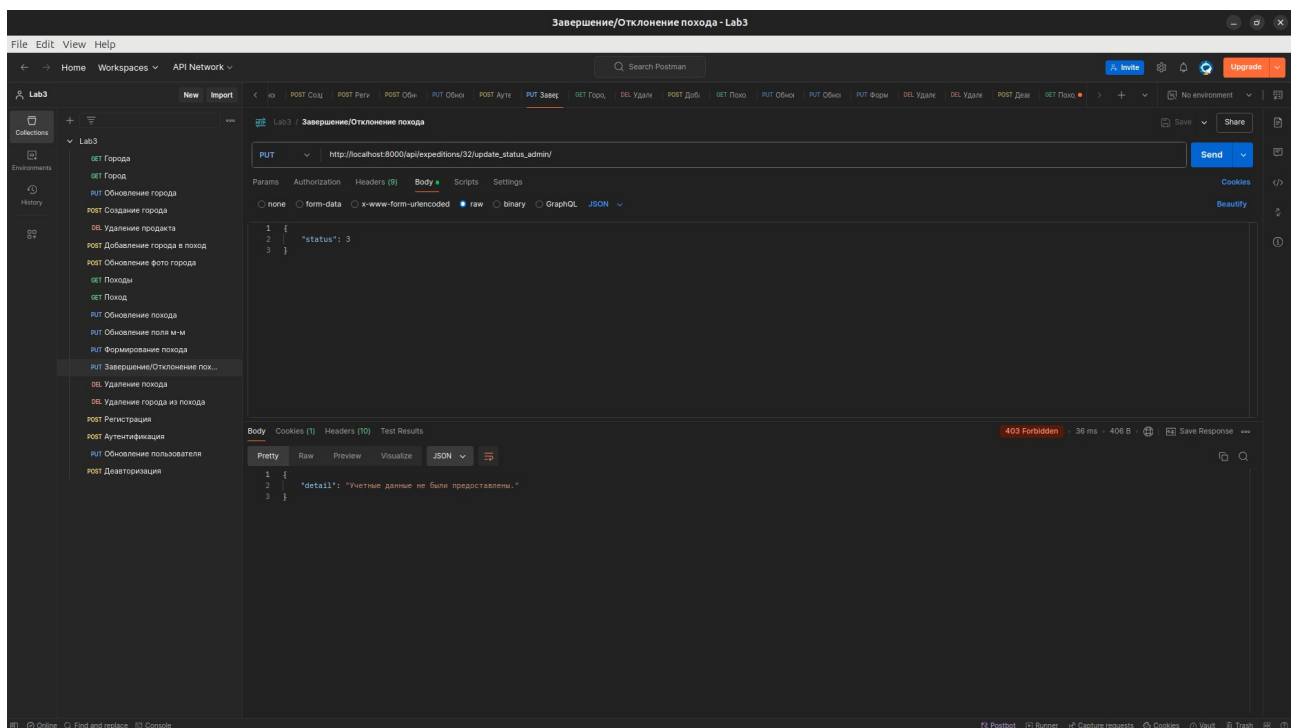 Завершение/Отклонение похода - Lab3
File Edit View Help
Home Workspaces API Network Search Postman Invite Upgrade
Lab3 New Import POST Созд POST Реги POST Обн PUT Обнов POST Ауте PUT Завер GET Горо, DEL Удале POST Доба GET Похо PUT Обнов PUT Обнов PUT Форм DEL Удале DEL Удале POST Деав GET Похо, No environment
Collections
Lab3 / Завершение/Отклонение похода Save Share
Lab3
GET Города
PUT http://localhost:8000/api/expeditions/32/update_status_admin/ Send
Environments
GET Город
PUT Обновление города
Params Authorization Headers (9) Body Scripts Settings Cookies
History
POST Создание города
none form-data x-www-form-urlencoded raw binary GraphQL JSON Beautify
DEL Удаление продакта
1 {
2 "status": 3
3 }
POST Добавление города в поход
POST Обновление фото города
GET Походы
GET Поход
PUT Обновление похода
PUT Обновление поля м-м
PUT Формирование похода
PUT Завершение/Отклонение пох...
DEL Удаление похода
DEL Удаление города из похода
POST Регистрация
POST Аутентификация
PUT Обновление пользователя
POST Деавторизация
Body Cookies (1) Headers (10) Test Results 403 Forbidden 36 ms 406 B Save Response
Pretty Raw Preview Visualize JSON
1 {
2 "detail": "Учетные данные не были предоставлены."
3 }
Online Find and replace Console Postbot Runner Capture requests Cookies Vault Trash